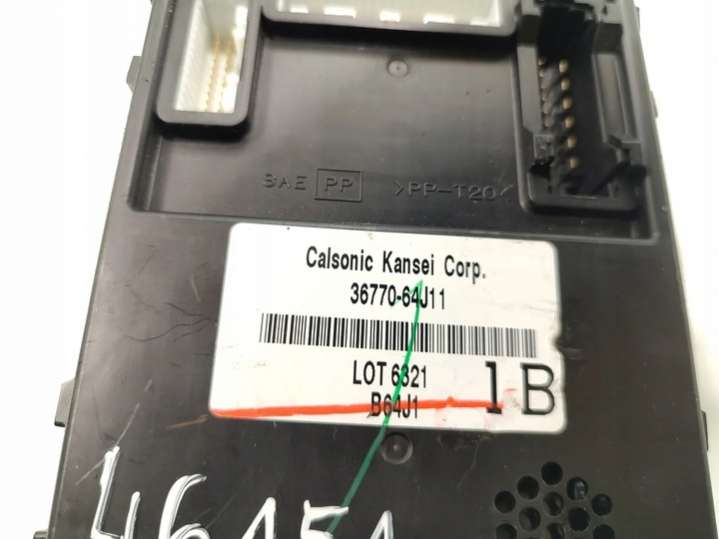 SAE PP >PP-T20<
Calsonic Kansei Corp.
36770-64J11
LOT 6321
B64J1
1B